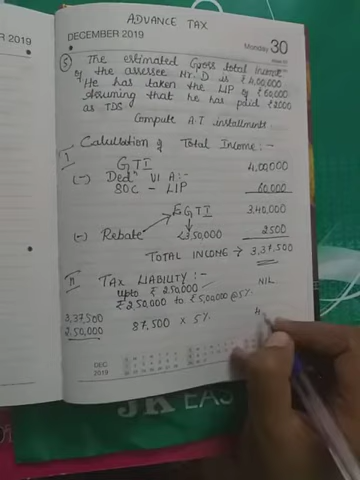 ADVANCE TAX
R 2019
DECEMBER 2019
Monday 30
5 The estimated Gross total income
of the assessee Mr. D is ₹ 4,00,000
He has taken the LIP of ₹ 60,000
Assuming that he has paid ₹ 2000
as TDS
Compute A.T installments.
I Calculation of Total Income:-
GTI 4,00,000
(-) Dedn VI A:-
80C - LIP 60,000
GTI 3,40,000
(-) Rebate < 3,50,000 2500
TOTAL INCOME → 3,37,500
II TAX LIABILITY :-
upto ₹ 2,50,000 NIL
₹ 2,50,000 to ₹ 5,00,000 @ 5%
3,37,500
2,50,000
87,500 x 5% 4
DEC
2019
JK EAS